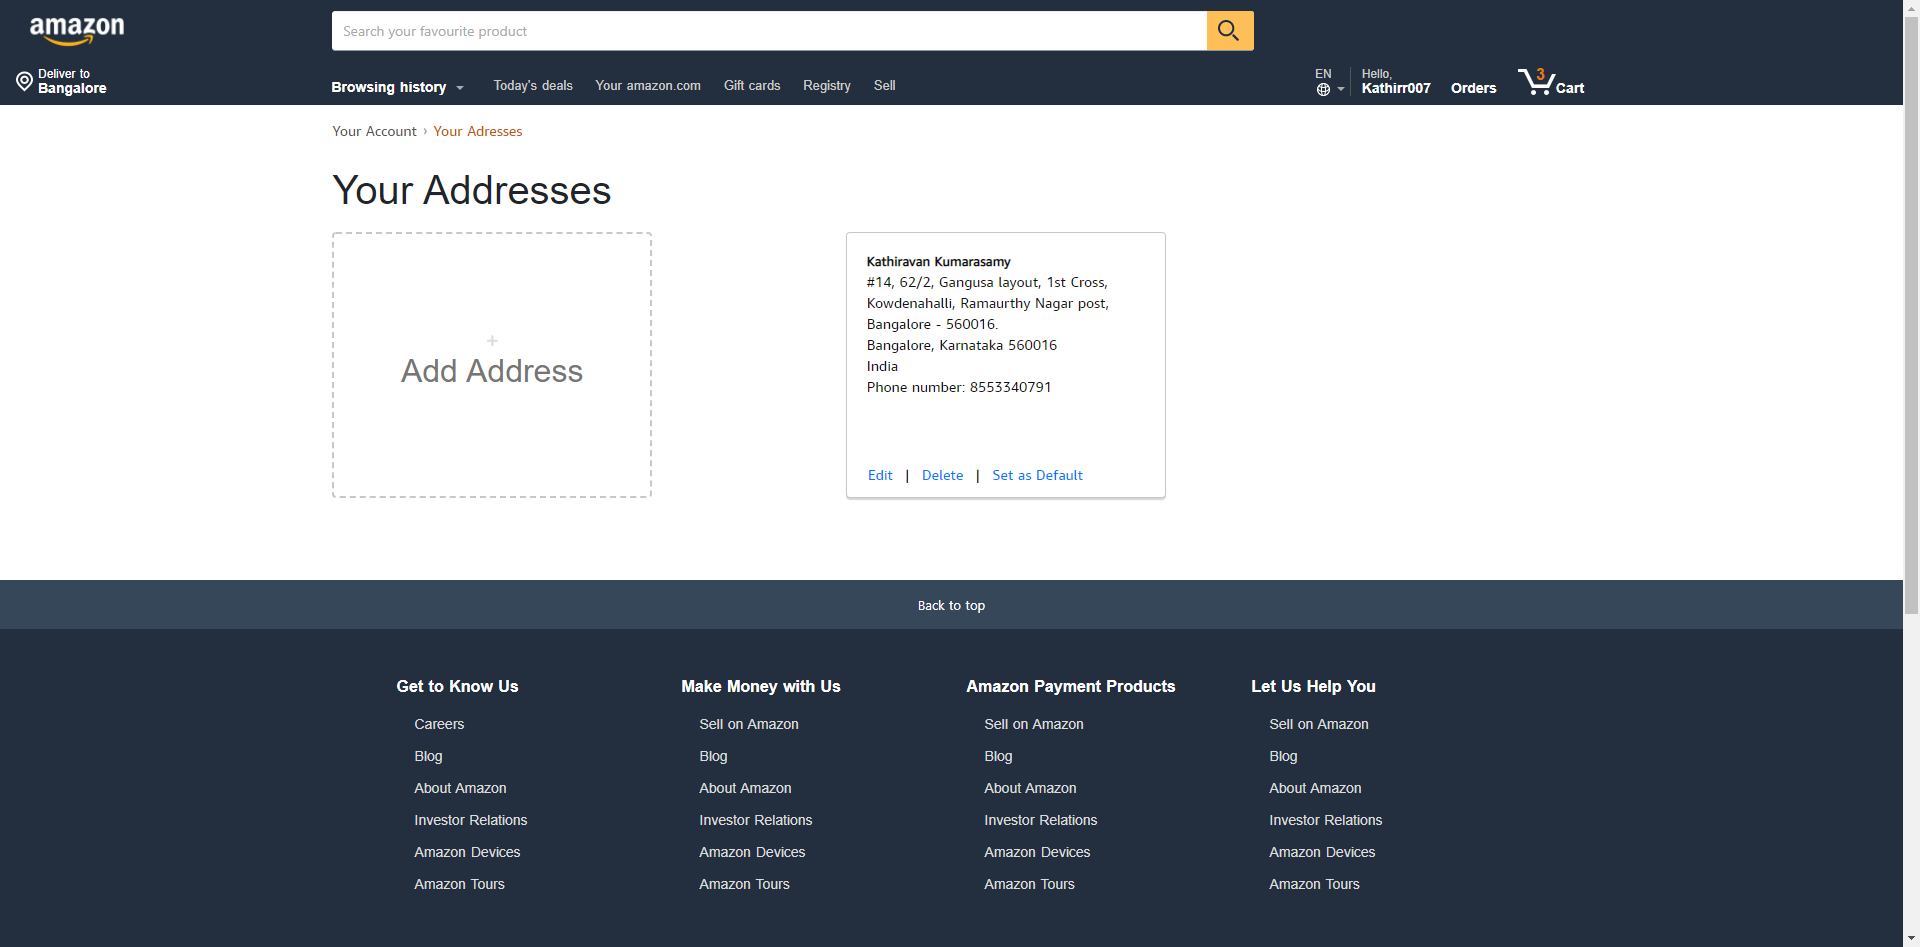 amazon
Search your favourite product
Deliver to
Bangalore
Browsing history
Today's deals
Your amazon.com
Gift cards
Registry
Sell
EN
Hello,
Kathirr007
Orders
3
Cart
Your Account › Your Adresses
Your Addresses
+
Add Address
Kathiravan Kumarasamy
#14, 62/2, Gangusa layout, 1st Cross,
Kowdenahalli, Ramaurthy Nagar post,
Bangalore - 560016.
Bangalore, Karnataka 560016
India
Phone number: 8553340791
Edit | Delete | Set as Default
Back to top
Get to Know Us
Careers
Blog
About Amazon
Investor Relations
Amazon Devices
Amazon Tours
Make Money with Us
Sell on Amazon
Blog
About Amazon
Investor Relations
Amazon Devices
Amazon Tours
Amazon Payment Products
Sell on Amazon
Blog
About Amazon
Investor Relations
Amazon Devices
Amazon Tours
Let Us Help You
Sell on Amazon
Blog
About Amazon
Investor Relations
Amazon Devices
Amazon Tours